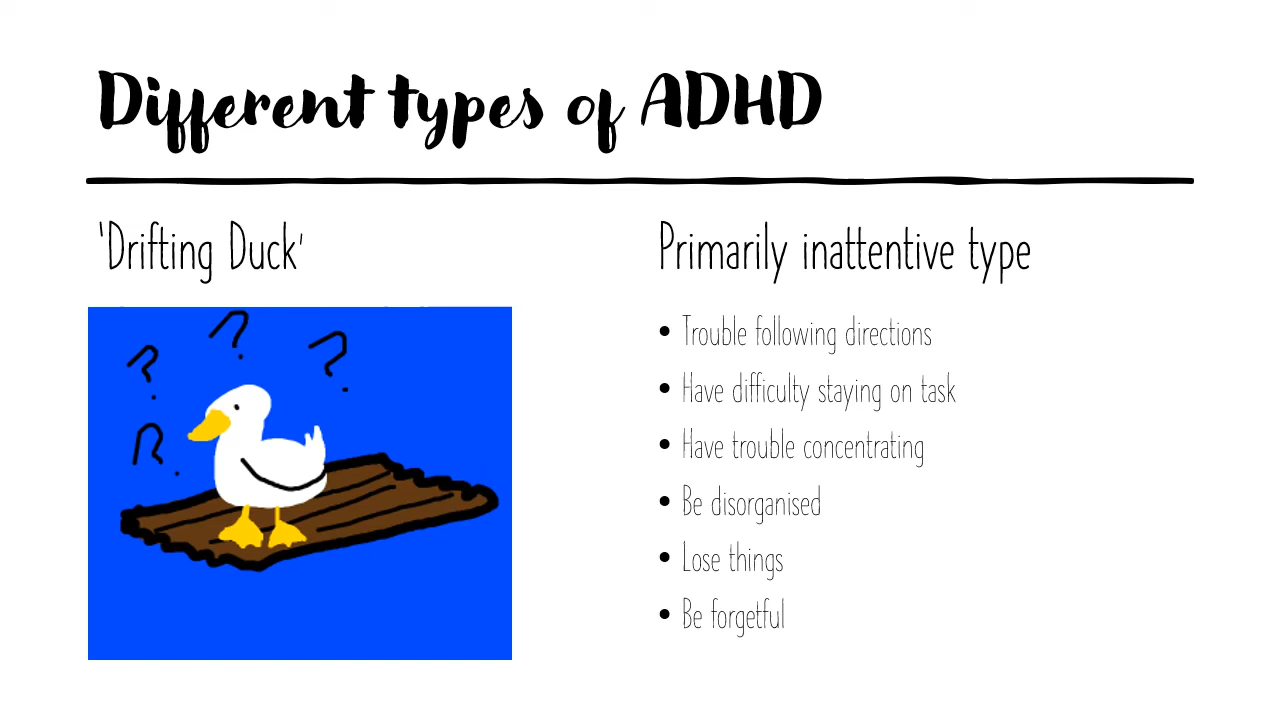 Different types of ADHD
'Drifting Duck'
? ? ? ?
Primarily inattentive type
• Trouble following directions
• Have difficulty staying on task
• Have trouble concentrating
• Be disorganised
• Lose things
• Be forgetful